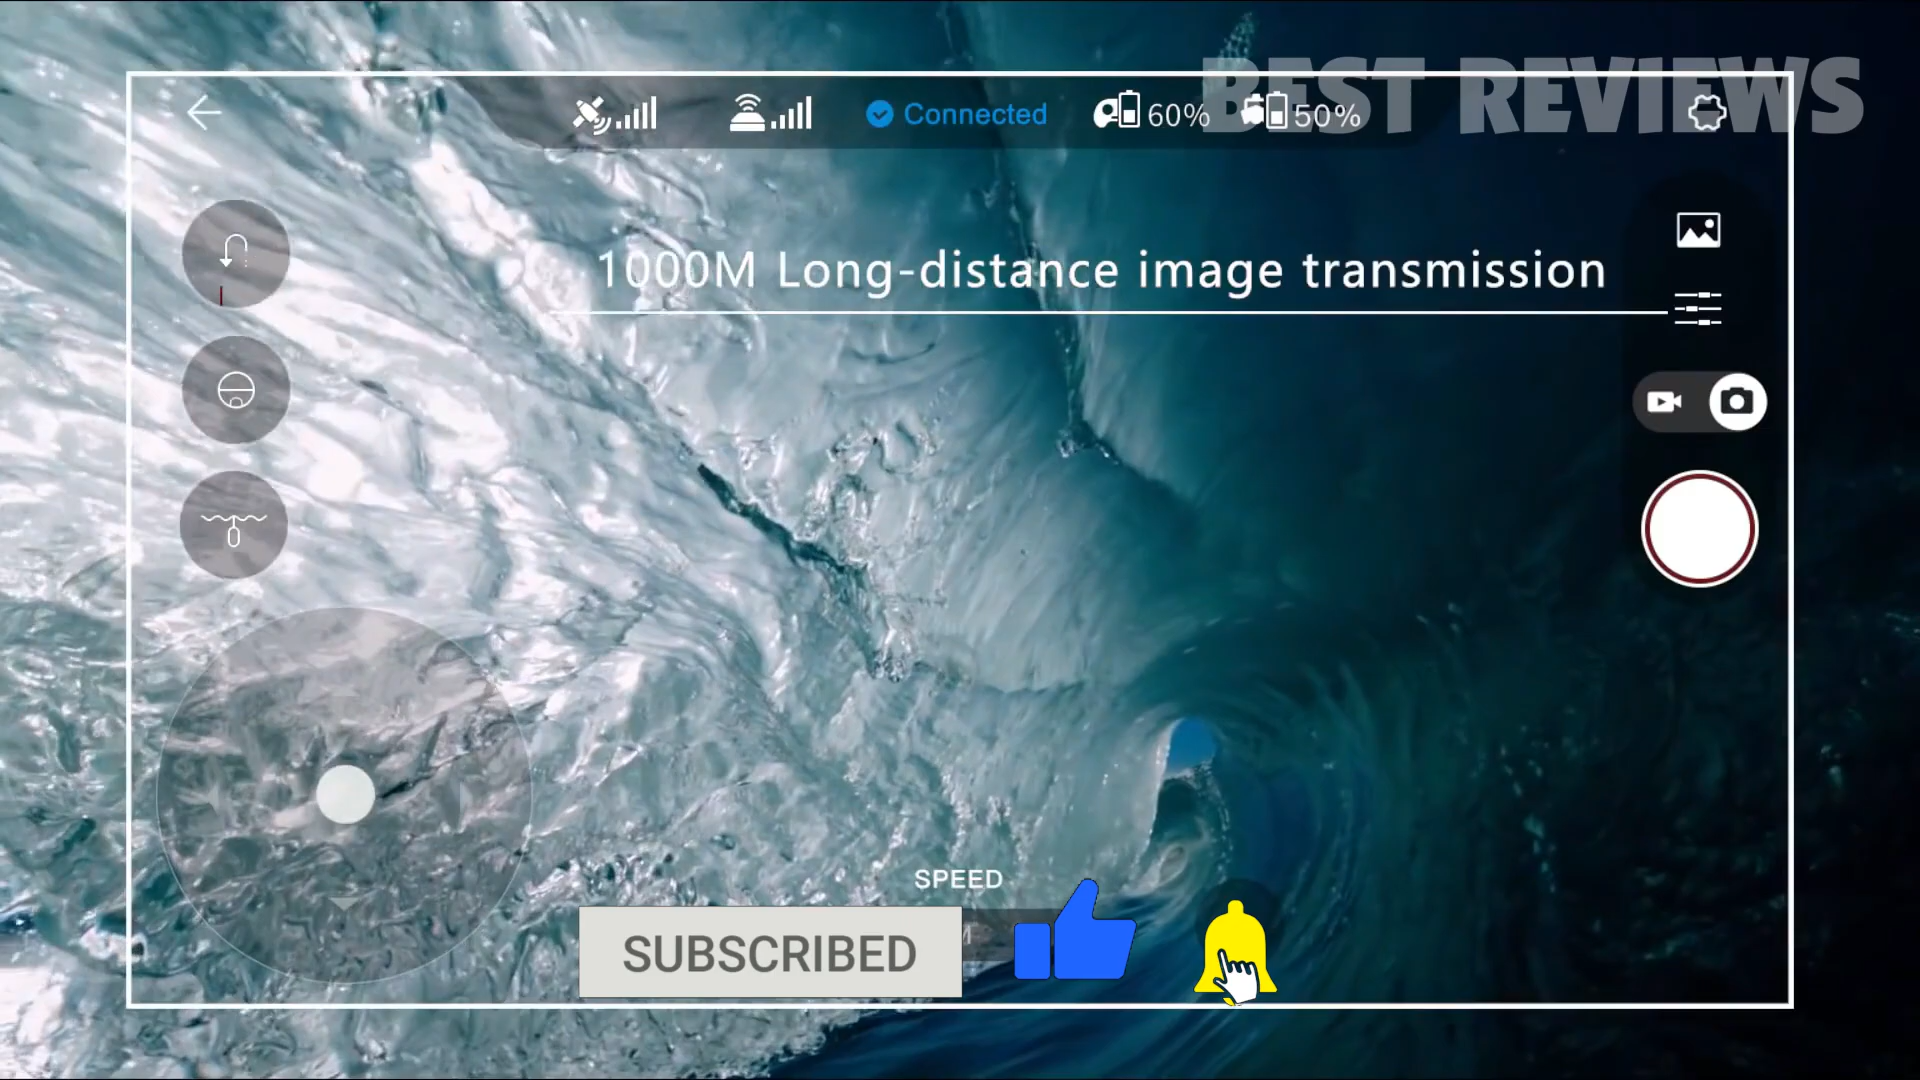 BEST REVIEWS
Connected 60% 50%
1000M Long-distance image transmission
SPEED
SUBSCRIBED